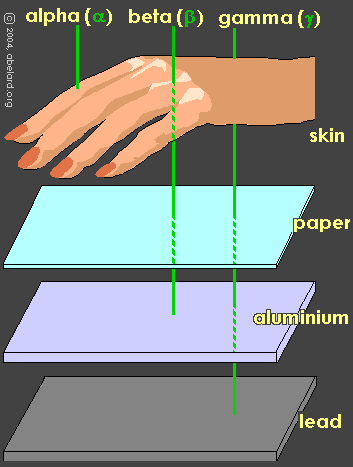 alpha (α) beta (β) gamma (γ)
© 2004, abelard.org
skin
paper
aluminium
lead